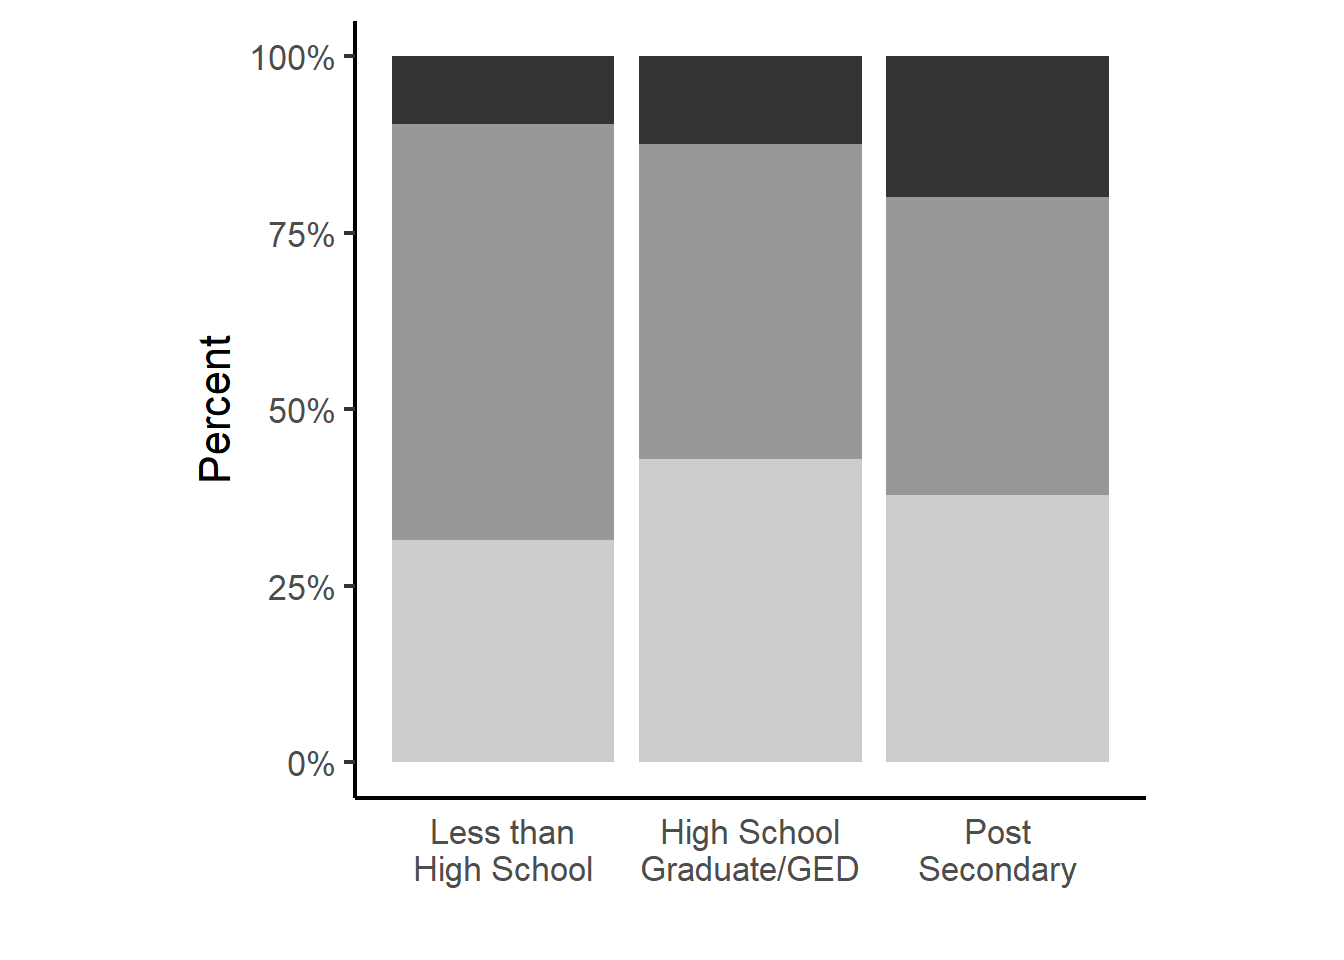 100%
75%
50%
25%
0%
Percent
Less than
High School
High School
Graduate/GED
Post
Secondary